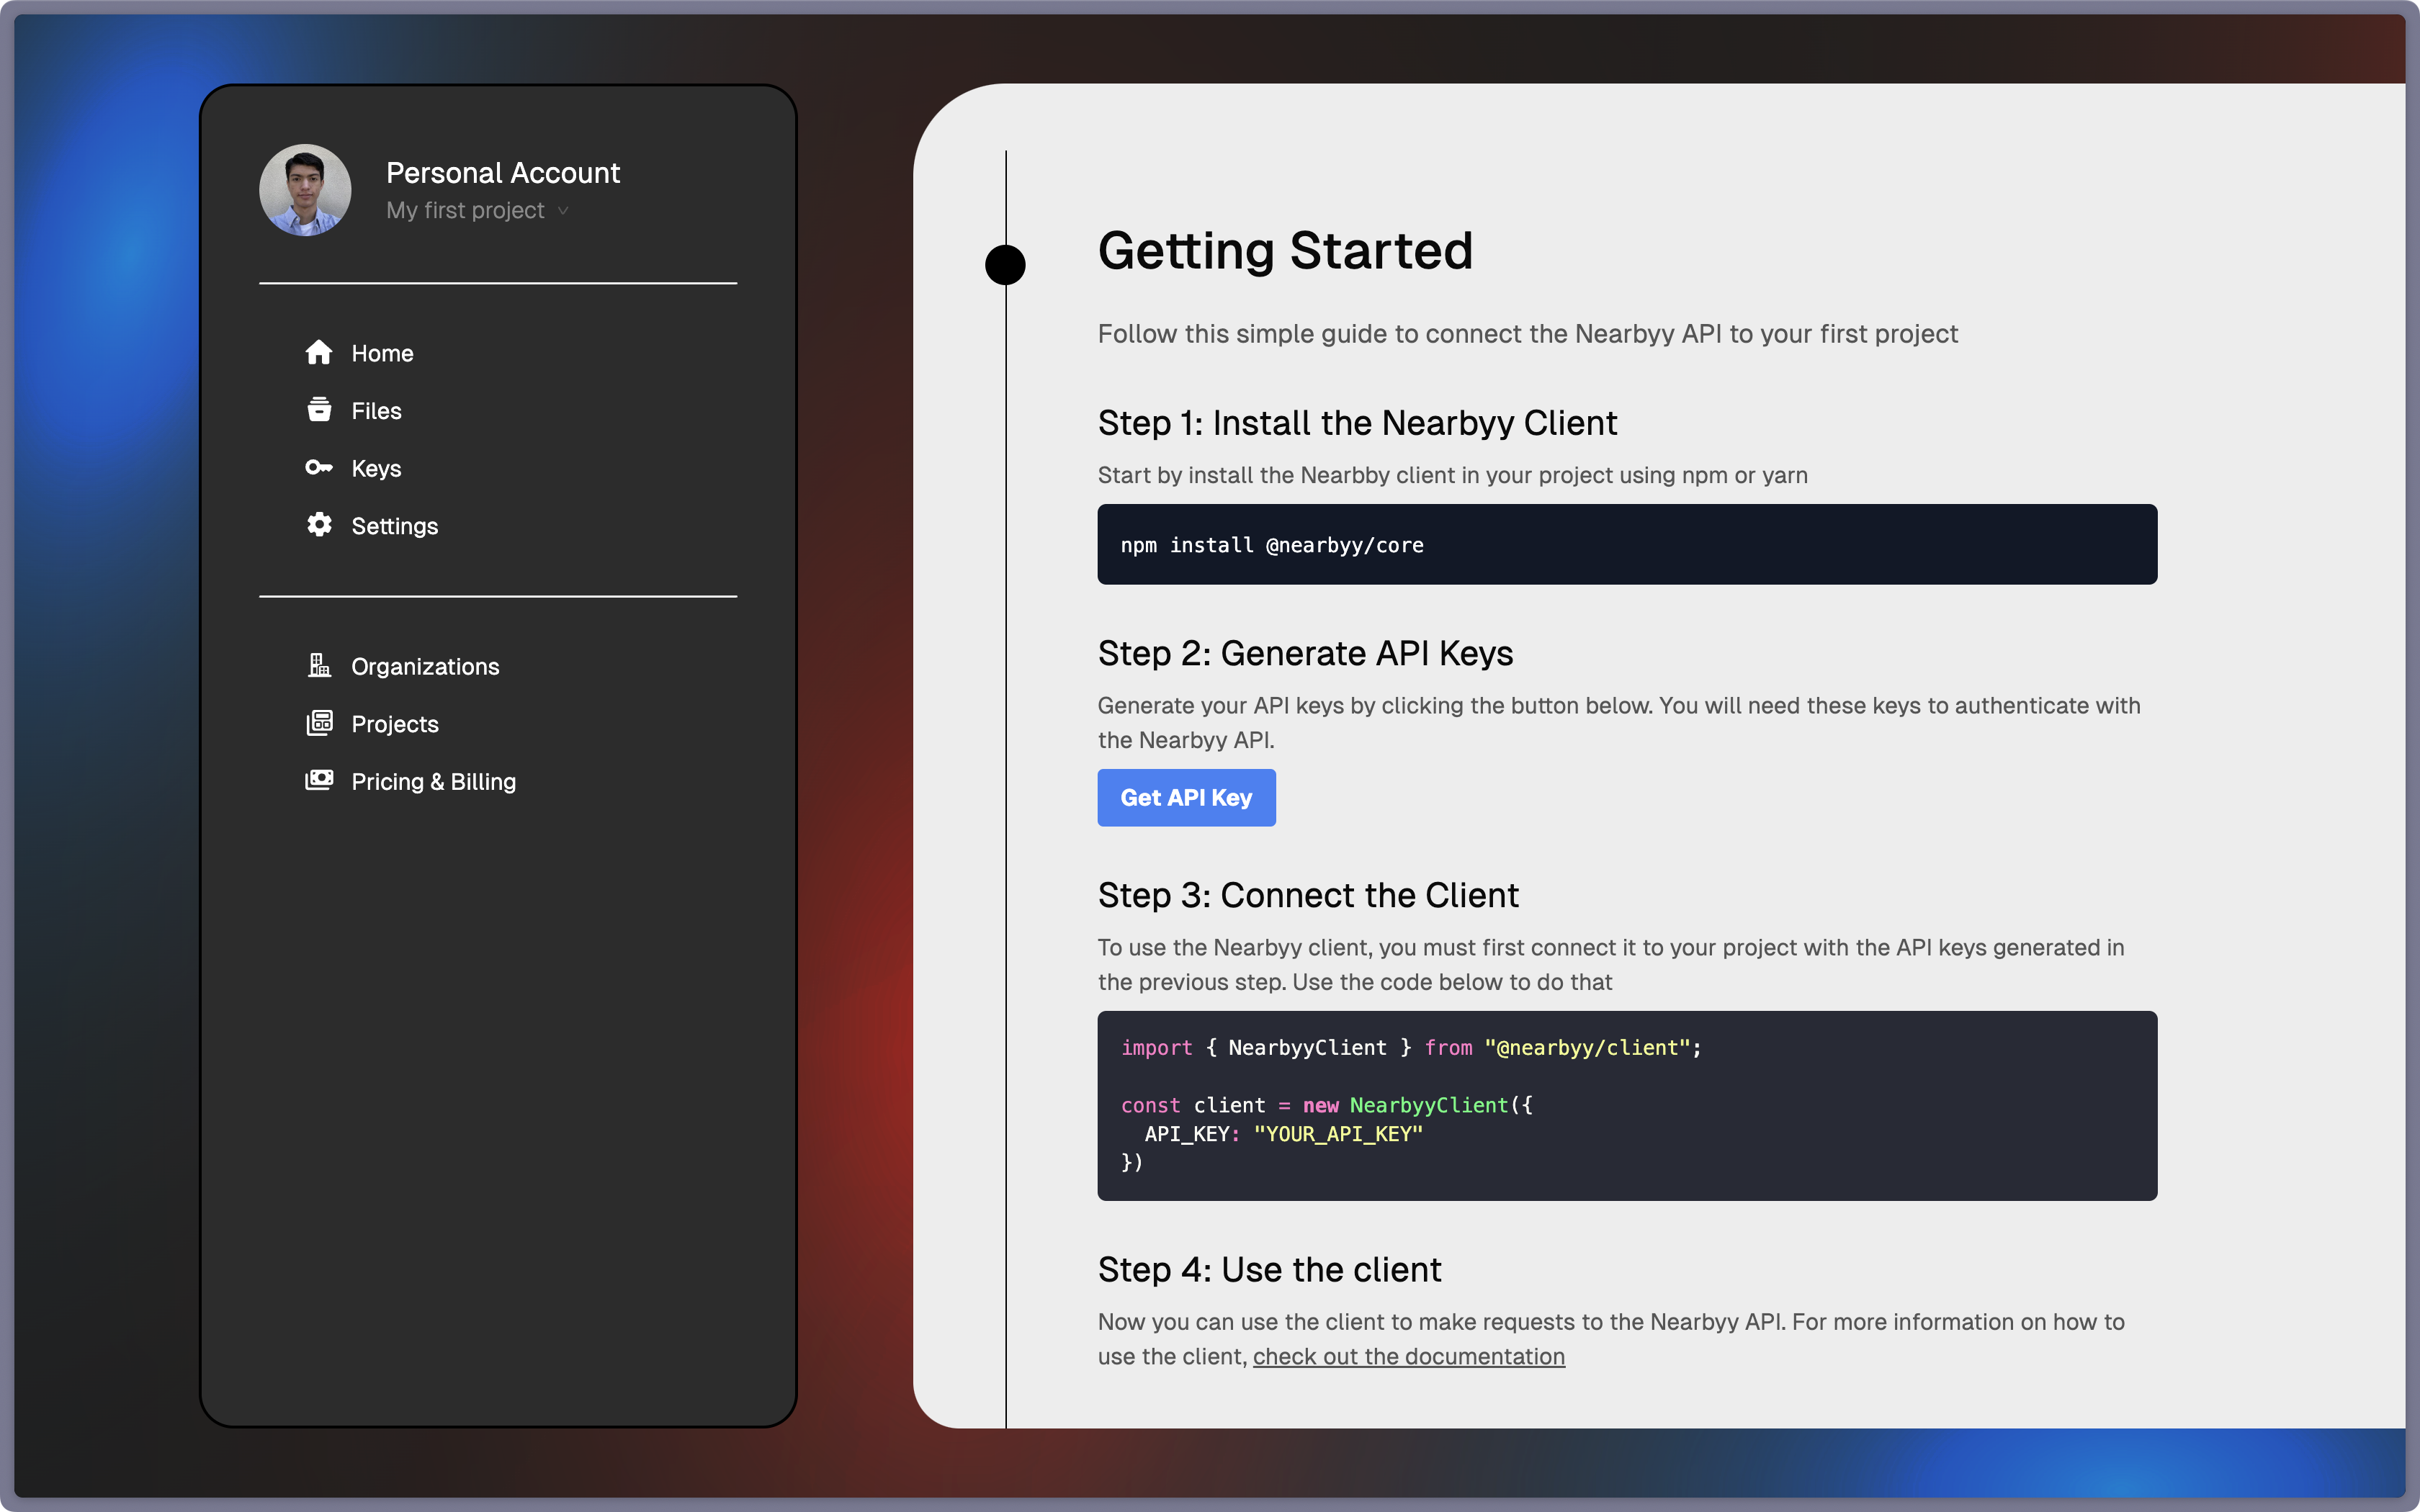 Personal Account
My first project
Home
Files
Keys
Settings
Organizations
Projects
Pricing & Billing
Getting Started
Follow this simple guide to connect the Nearbyy API to your first project
Step 1: Install the Nearbyy Client
Start by install the Nearbby client in your project using npm or yarn
npm install @nearbyy/core
Step 2: Generate API Keys
Generate your API keys by clicking the button below. You will need these keys to authenticate with
the Nearbyy API.
Get API Key
Step 3: Connect the Client
To use the Nearbyy client, you must first connect it to your project with the API keys generated in
the previous step. Use the code below to do that
import { NearbyyClient } from "@nearbyy/client";
const client = new NearbyyClient({
  API_KEY: "YOUR_API_KEY"
})
Step 4: Use the client
Now you can use the client to make requests to the Nearbyy API. For more information on how to
use the client, check out the documentation